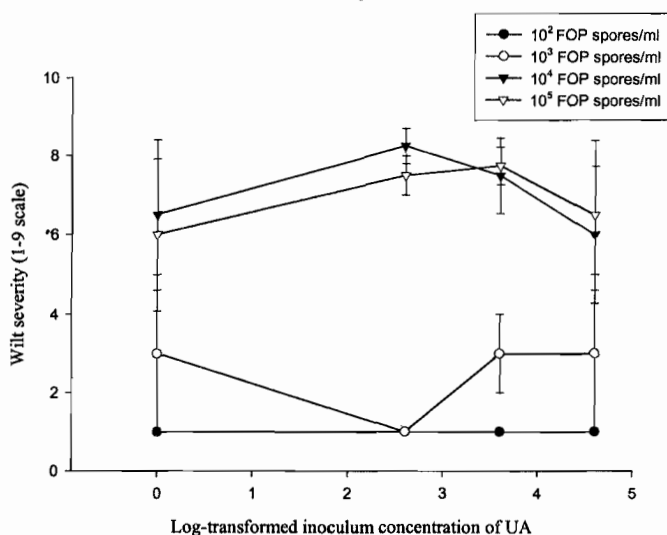 10² FOP spores/ml
10³ FOP spores/ml
10⁴ FOP spores/ml
10⁵ FOP spores/ml
10
8
6
4
2
0
Wilt severity (1-9 scale)
0 1 2 3 4 5
Log-transformed inoculum concentration of UA